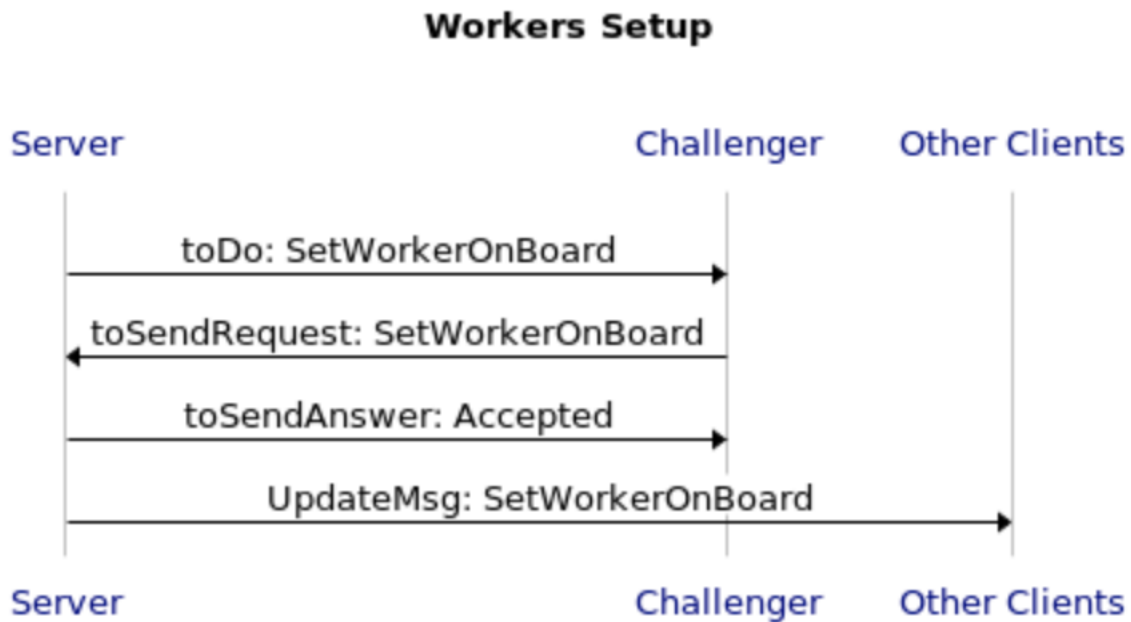 Workers Setup
Server Challenger Other Clients
toDo: SetWorkerOnBoard
toSendRequest: SetWorkerOnBoard
toSendAnswer: Accepted
UpdateMsg: SetWorkerOnBoard
Server Challenger Other Clients